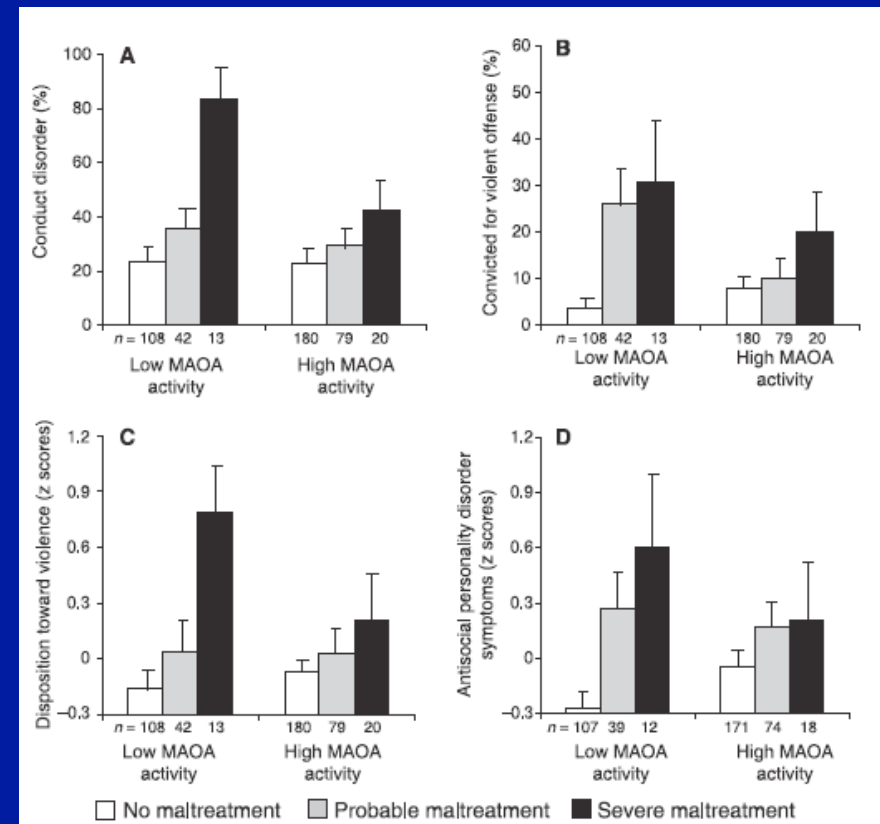 A
Conduct disorder (%)
100
80
60
40
20
0
n = 108 42 13 180 79 20
Low MAOA activity
High MAOA activity
B
Convicted for violent offense (%)
60
50
40
30
20
10
0
n = 108 42 13 180 79 20
Low MAOA activity
High MAOA activity
C
Disposition toward violence (z scores)
1.2
0.9
0.6
0.3
0
–0.3
n = 108 42 13 180 79 20
Low MAOA activity
High MAOA activity
D
Antisocial personality disorder
symptoms (z scores)
1.2
0.9
0.6
0.3
0
–0.3
n = 107 39 12 171 74 18
Low MAOA activity
High MAOA activity
No maltreatment Probable maltreatment Severe maltreatment